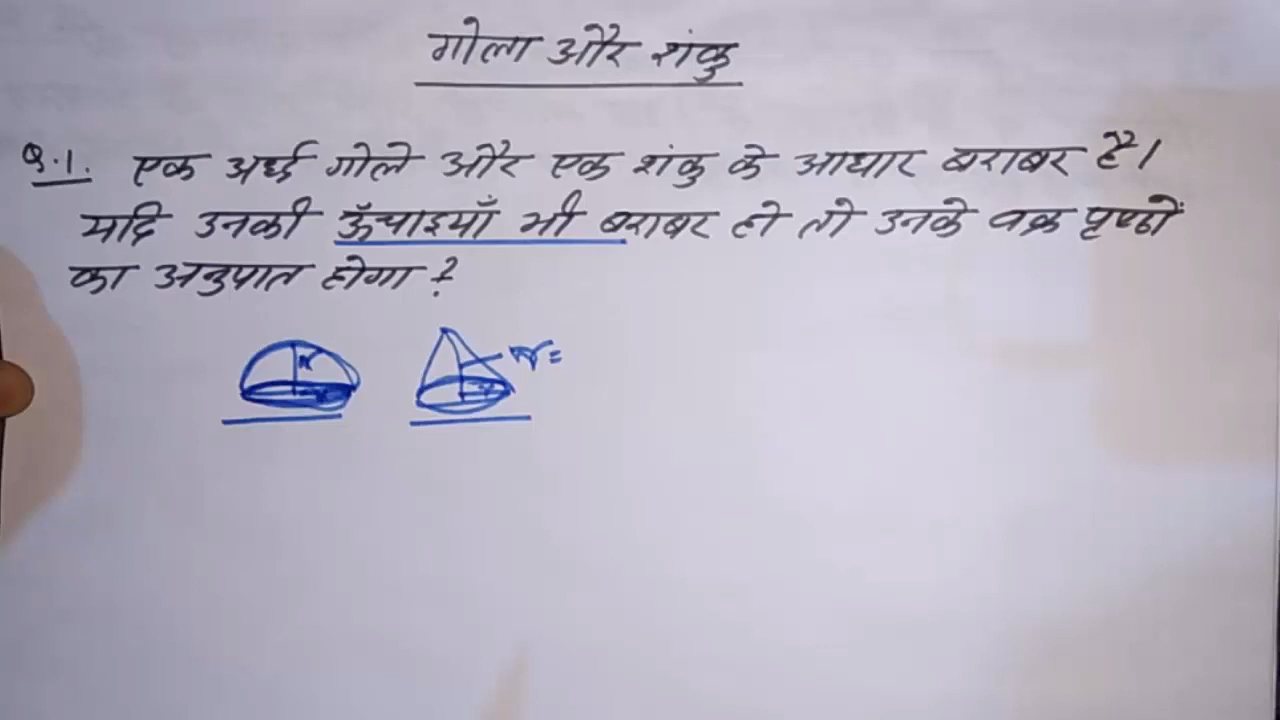 गोला और शंकु
Q.1. एक अर्ध्द गोले और एक शंकु के आधार बराबर हैं।
यदि उनकी ऊँचाइयाँ भी बराबर हो तो उनके वक्र पृष्ठों
का अनुपात होगा ?
r r=
r r